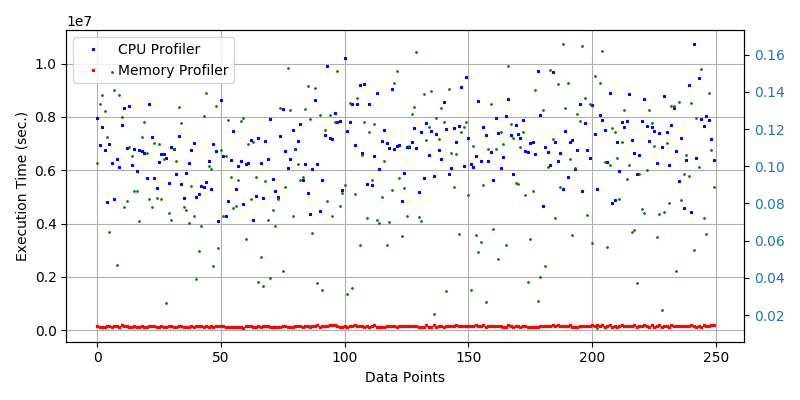 1e7
CPU Profiler
Memory Profiler
1.0
0.8
0.6
0.4
0.2
0.0
Execution Time (sec.)
0.16
0.14
0.12
0.10
0.08
0.06
0.04
0.02
0 50 100 150 200 250
Data Points